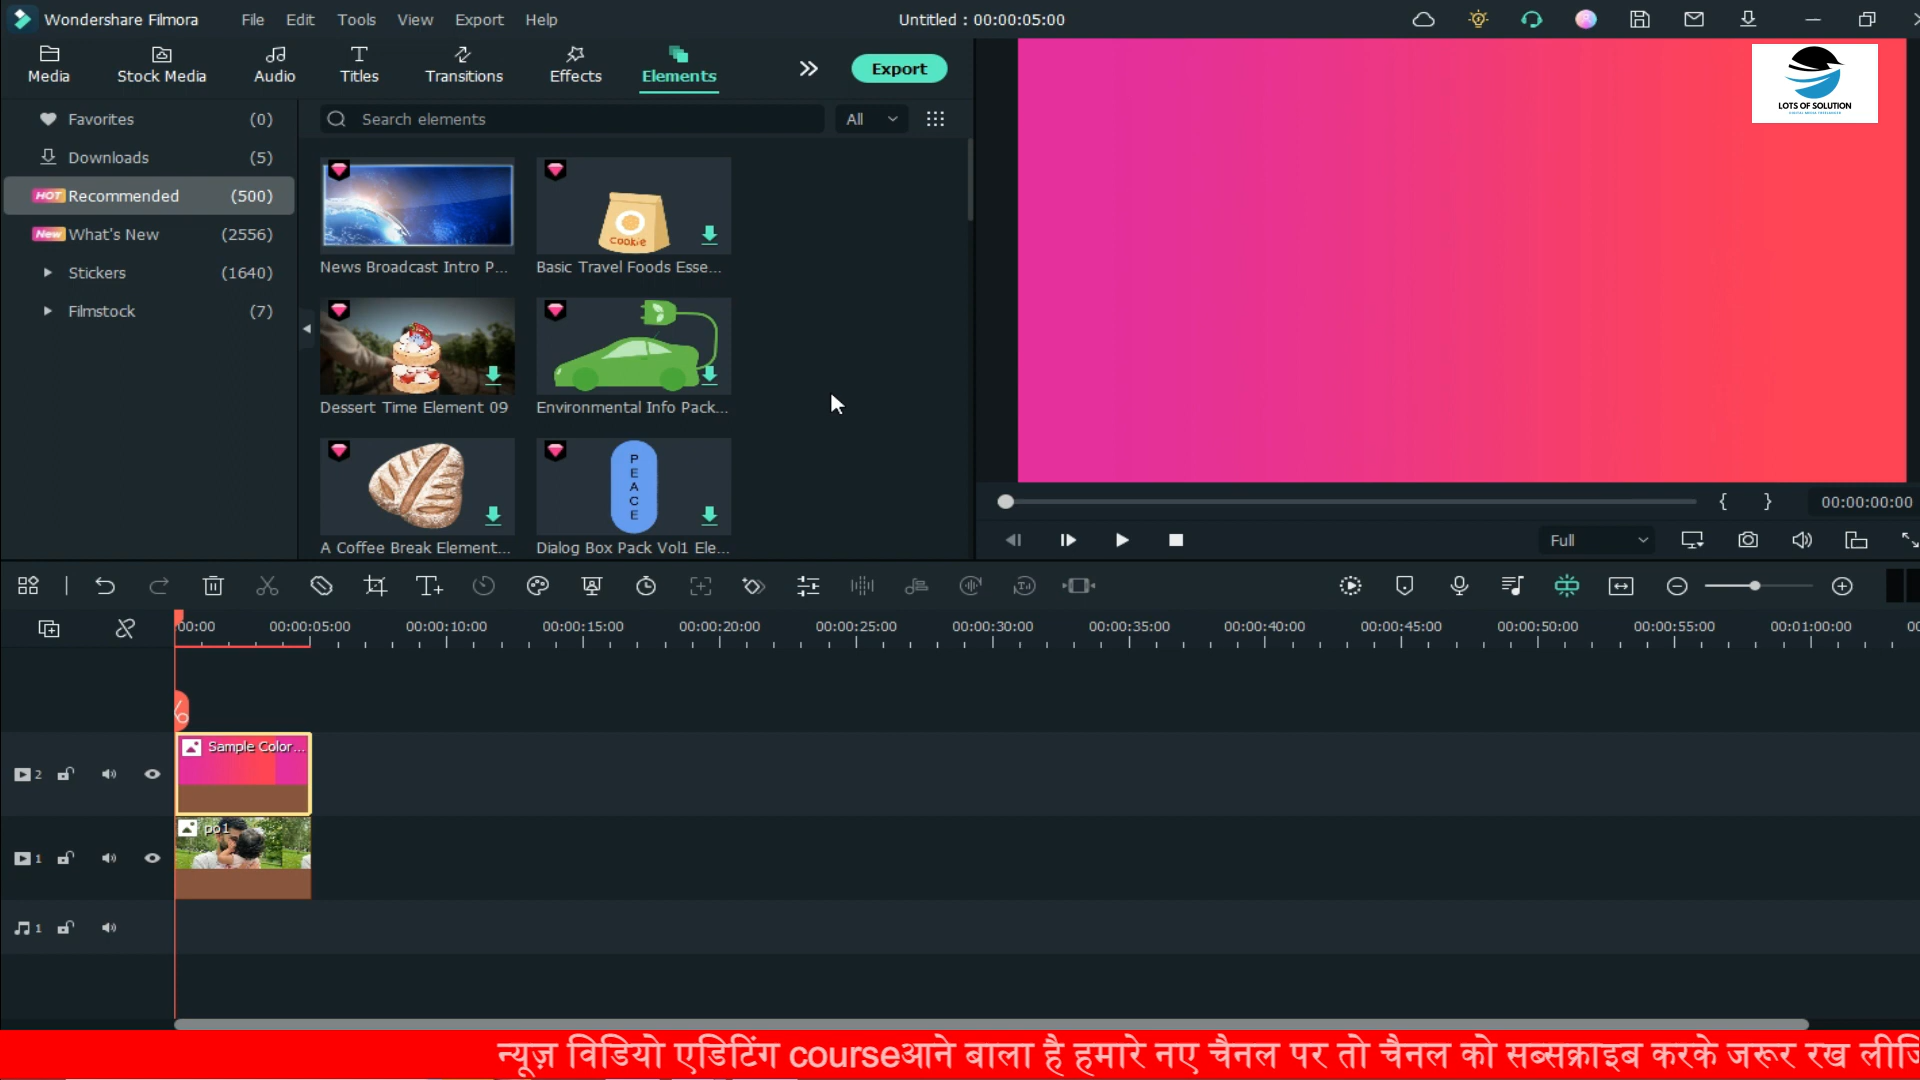 Wondershare Filmora
File Edit Tools View Export Help
Untitled : 00:00:05:00
Media Stock Media Audio Titles Transitions Effects Elements Export
LOTS OF SOLUTION
Favorites (0)
Downloads (5)
HOT Recommended (500)
New What's New (2556)
Stickers (1640)
Filmstock (7)
Search elements All
cookie
News Broadcast Intro P... Basic Travel Foods Esse...
Dessert Time Element 09 Environmental Info Pack...
PEACE
A Coffee Break Element... Dialog Box Pack Vol1 Ele...
{ } 00:00:00:00
Full
00:00 00:00:05:00 00:00:10:00 00:00:15:00 00:00:20:00 00:00:25:00 00:00:30:00 00:00:35:00 00:00:40:00 00:00:45:00 00:00:50:00 00:00:55:00 00:01:00:00 00
2 Sample Color...
1 po1
1
न्यूज़ विडियो एडिटिंग courseआने बाला है हमारे नए चैनल पर तो चैनल को सब्सक्राइब करके जरूर रख लीजि